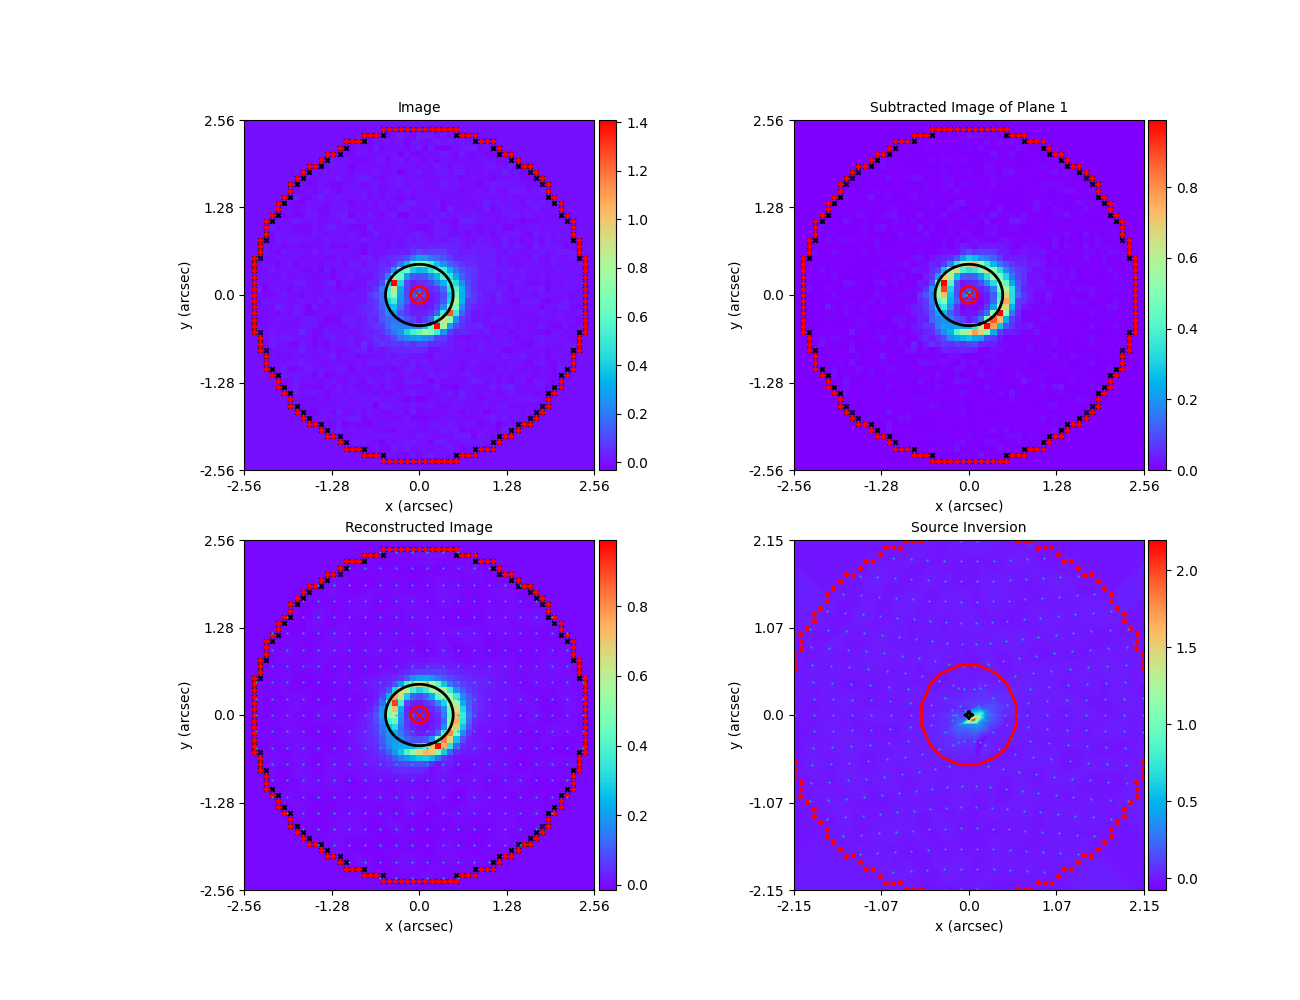 Image
2.56
1.28
0.0
-1.28
-2.56
-2.56 -1.28 0.0 1.28 2.56
x (arcsec)
y (arcsec)
1.4
1.2
1.0
0.8
0.6
0.4
0.2
0.0
Subtracted Image of Plane 1
2.56
1.28
0.0
-1.28
-2.56
-2.56 -1.28 0.0 1.28 2.56
x (arcsec)
y (arcsec)
0.8
0.6
0.4
0.2
0.0
Reconstructed Image
2.56
1.28
0.0
-1.28
-2.56
-2.56 -1.28 0.0 1.28 2.56
x (arcsec)
y (arcsec)
0.8
0.6
0.4
0.2
0.0
Source Inversion
2.15
1.07
0.0
-1.07
-2.15
-2.15 -1.07 0.0 1.07 2.15
x (arcsec)
y (arcsec)
2.0
1.5
1.0
0.5
0.0